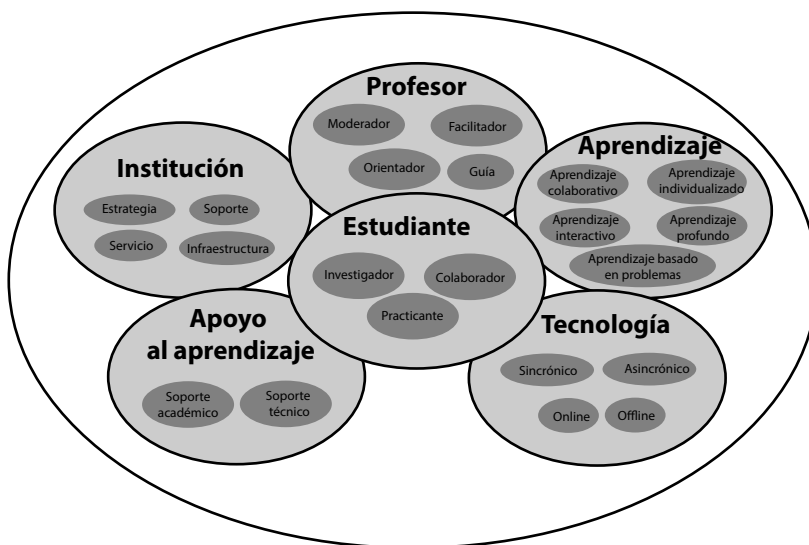 Profesor
Moderador
Facilitador
Orientador
Guía
Institución
Estrategia
Soporte
Servicio
Infraestructura
Aprendizaje
Aprendizaje
colaborativo
Aprendizaje
individualizado
Aprendizaje
interactivo
Aprendizaje
profundo
Aprendizaje basado
en problemas
Estudiante
Investigador
Colaborador
Practicante
Apoyo
al aprendizaje
Soporte
académico
Soporte
técnico
Tecnología
Sincrónico
Asincrónico
Online
Offline